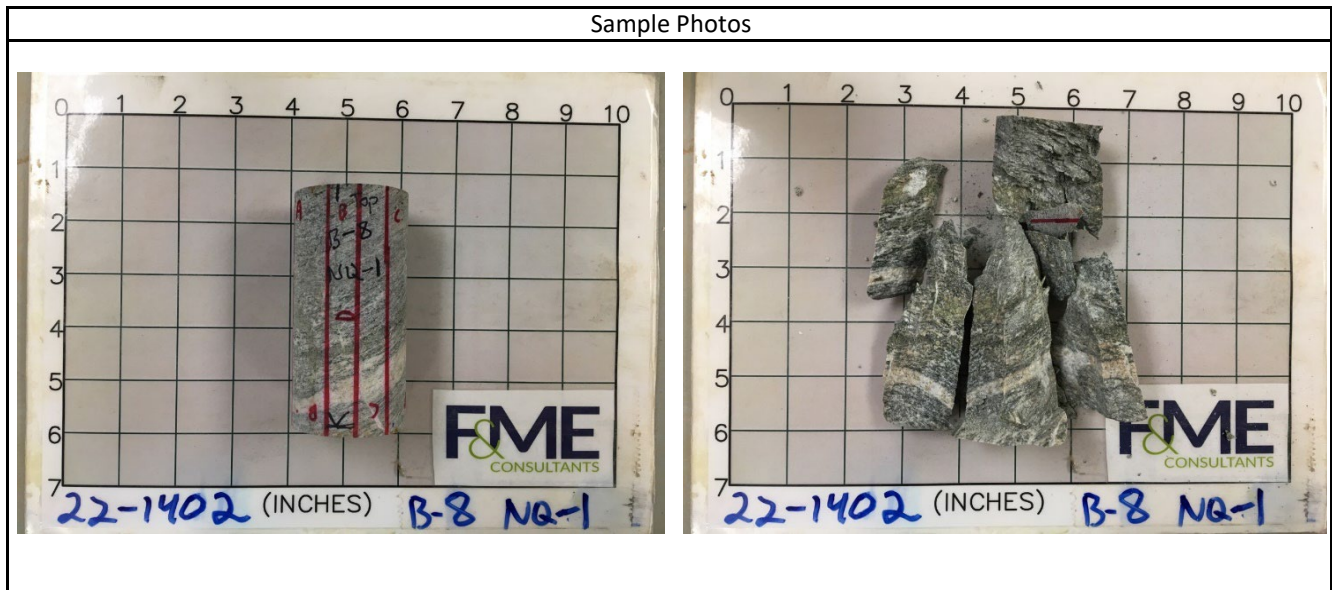 Sample Photos
0 1 2 3 4 5 6 7 8 9 10
1
2
3
4
5
6
7
A B Top C
B-8
NQ-1
D
F&ME
CONSULTANTS
22-1402 (INCHES) B-8 NQ-1
0 1 2 3 4 5 6 7 8 9 10
1
2
3
4
5
6
7
F&ME
CONSULTANTS
22-1402 (INCHES) B-8 NQ-1